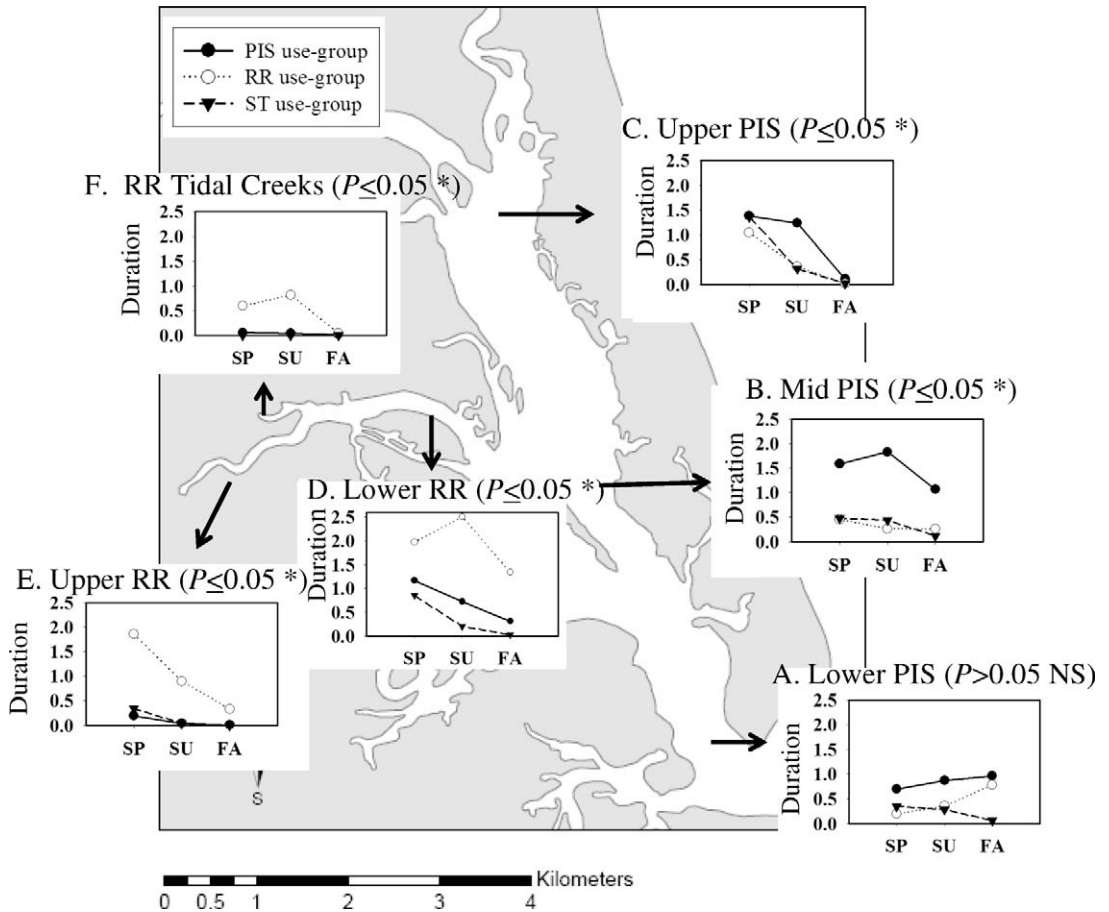 PIS use-group
RR use-group
ST use-group
C. Upper PIS (P≤0.05 *)
Duration
2.5
2.0
1.5
1.0
0.5
0.0
SP SU FA
F. RR Tidal Creeks (P≤0.05 *)
Duration
2.5
2.0
1.5
1.0
0.5
0.0
SP SU FA
B. Mid PIS (P≤0.05 *)
Duration
2.5
2.0
1.5
1.0
0.5
0.0
SP SU FA
D. Lower RR (P≤0.05 *)
Duration
2.5
2.0
1.5
1.0
0.5
0.0
SP SU FA
E. Upper RR (P≤0.05 *)
Duration
2.5
2.0
1.5
1.0
0.5
0.0
SP SU FA
A. Lower PIS (P>0.05 NS)
Duration
2.5
2.0
1.5
1.0
0.5
0.0
SP SU FA
S
Kilometers
0 0.5 1 2 3 4